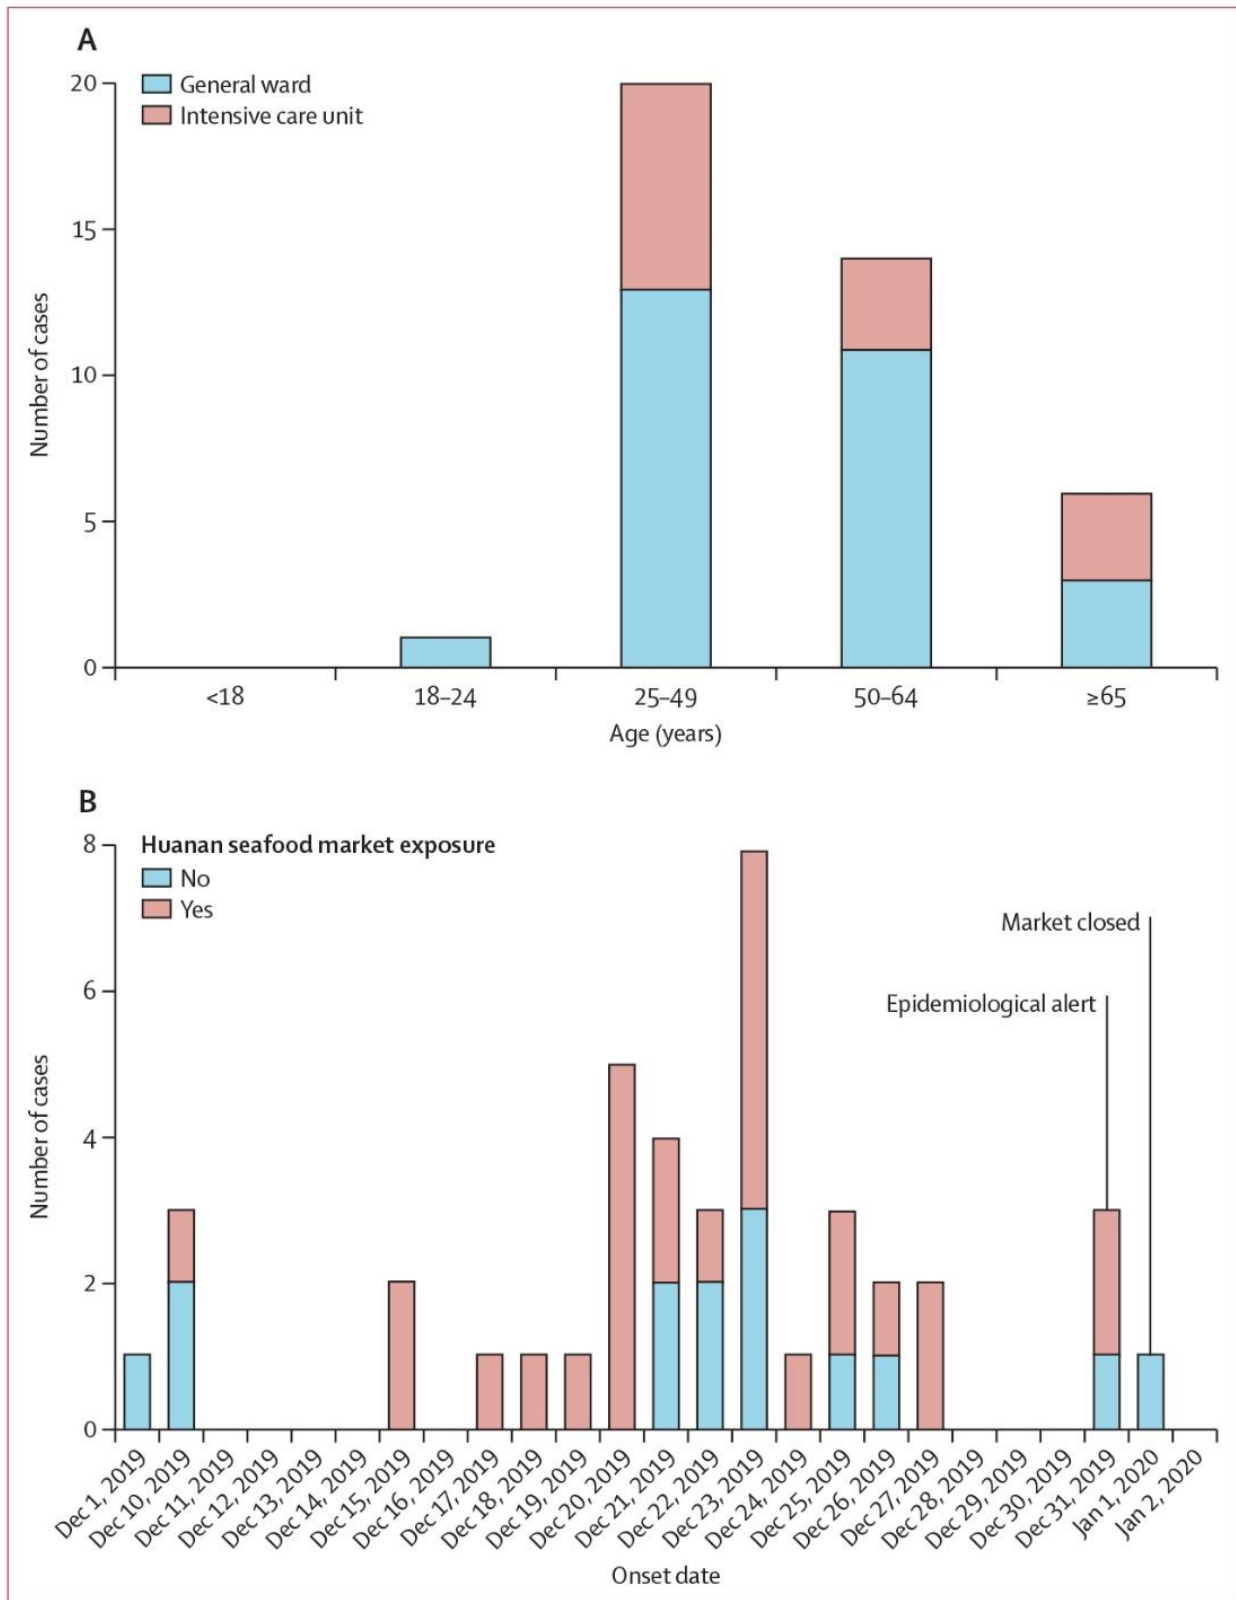 A
General ward
Intensive care unit
20
15
10
5
0
Number of cases
<18
18–24
25–49
50–64
≥65
Age (years)
B
Huanan seafood market exposure
No
Yes
Market closed
Epidemiological alert
8
6
4
2
0
Number of cases
Dec 1, 2019
Dec 10, 2019
Dec 11, 2019
Dec 12, 2019
Dec 13, 2019
Dec 14, 2019
Dec 15, 2019
Dec 16, 2019
Dec 17, 2019
Dec 18, 2019
Dec 19, 2019
Dec 20, 2019
Dec 21, 2019
Dec 22, 2019
Dec 23, 2019
Dec 24, 2019
Dec 25, 2019
Dec 26, 2019
Dec 27, 2019
Dec 28, 2019
Dec 29, 2019
Dec 30, 2019
Dec 31, 2019
Jan 1, 2020
Jan 2, 2020
Onset date